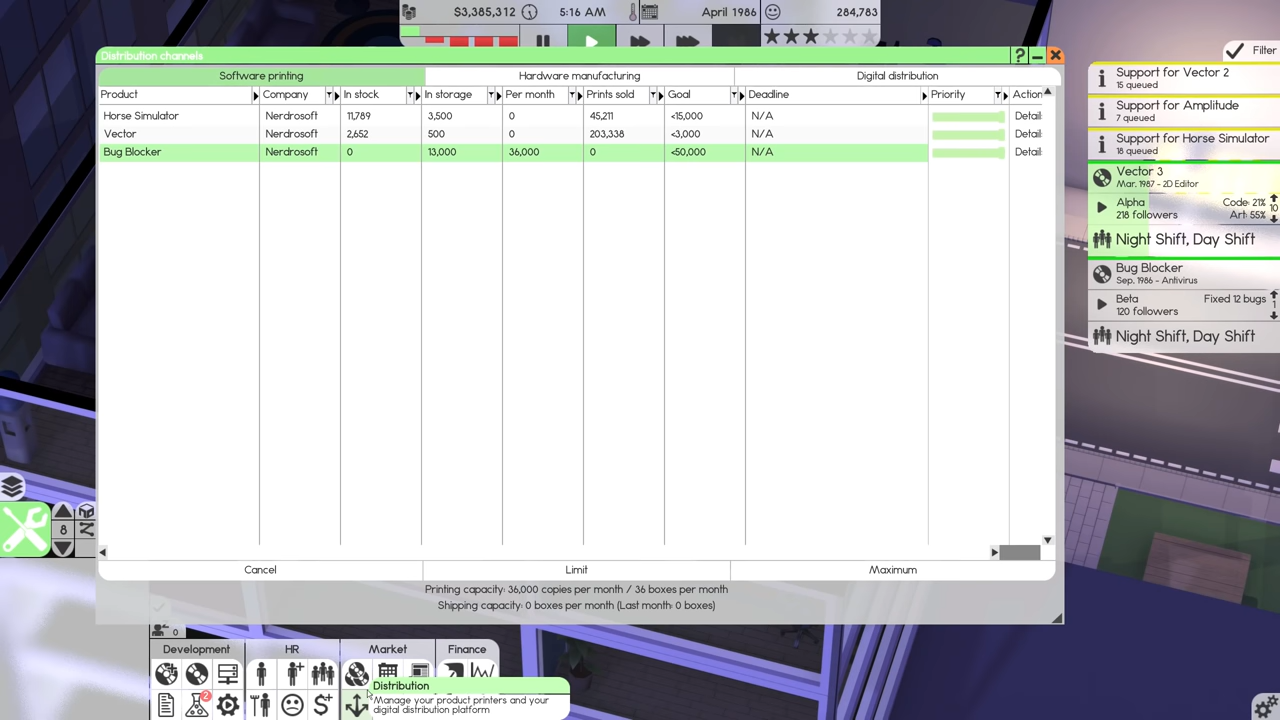 $3,385,312
5:16 AM
April 1986
284,783
Distribution channels
?
Software printing
Hardware manufacturing
Digital distribution
Product
Company
In stock
In storage
Per month
Prints sold
Goal
Deadline
Priority
Action
Horse Simulator
Nerdrosoft
11,789
3,500
0
45,211
<15,000
N/A
Detail
Vector
Nerdrosoft
2,652
500
0
203,338
<3,000
N/A
Detail
Bug Blocker
Nerdrosoft
0
13,000
36,000
0
<50,000
N/A
Detail
Cancel
Limit
Maximum
Printing capacity: 36,000 copies per month / 36 boxes per month
Shipping capacity: 0 boxes per month (Last month: 0 boxes)
Filter
Support for Vector 2
15 queued
Support for Amplitude
7 queued
Support for Horse Simulator
18 queued
Vector 3
Mar. 1987 - 2D Editor
Alpha
Code: 21%
218 followers
Art: 55%
10
Night Shift, Day Shift
Bug Blocker
Sep. 1986 - Antivirus
Beta
Fixed 12 bugs
120 followers
1
Night Shift, Day Shift
8
0
Development
HR
Market
Finance
2
Distribution
Manage your product printers and your
digital distribution platform